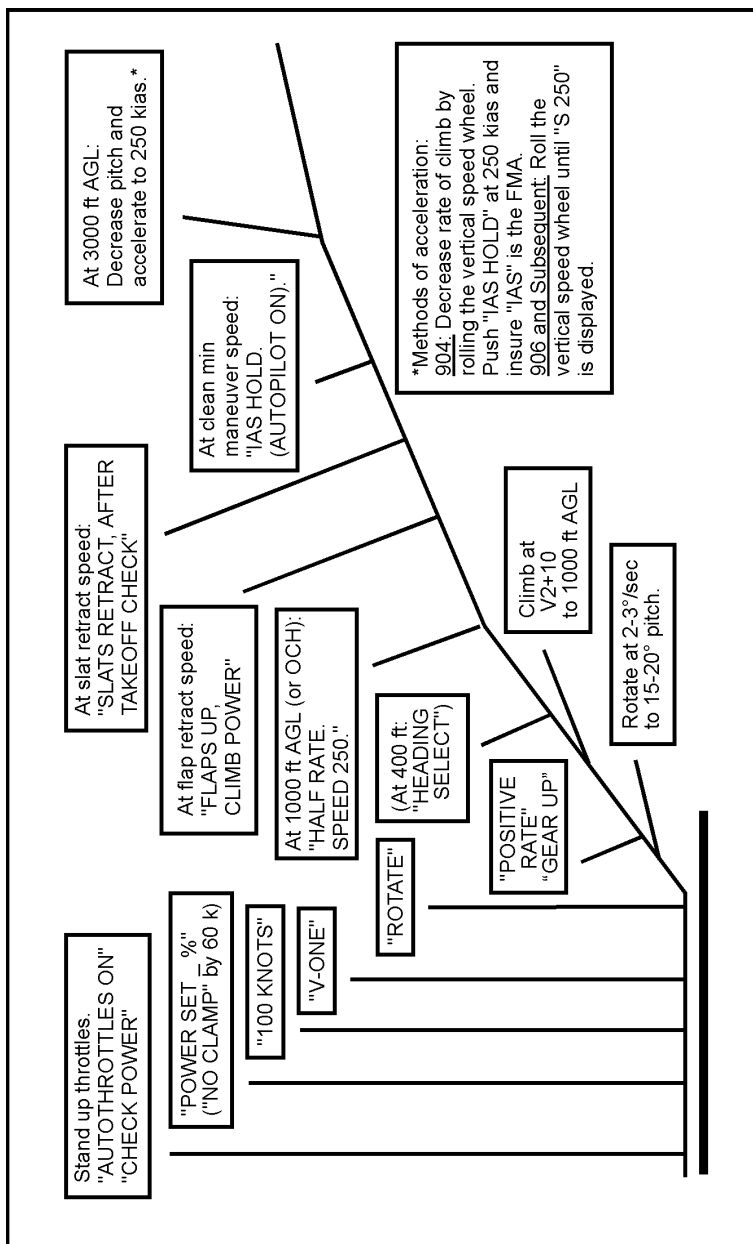 Stand up throttles.
"AUTOTHROTTLES ON"
"CHECK POWER"
"POWER SET _ %"
("NO CLAMP" by 60 k)
"100 KNOTS"
"V-ONE"
"ROTATE"
"POSITIVE
RATE"
“GEAR UP”
Rotate at 2-3°/sec
to 15-20° pitch.
Climb at
V2+10
to 1000 ft AGL
(At 400 ft:
"HEADING
SELECT")
At 1000 ft AGL (or OCH):
"HALF RATE.
SPEED 250."
At flap retract speed:
"FLAPS UP,
CLIMB POWER"
At slat retract speed:
"SLATS RETRACT, AFTER
TAKEOFF CHECK"
At clean min
maneuver speed:
"IAS HOLD.
(AUTOPILOT ON)."
At 3000 ft AGL:
Decrease pitch and
accelerate to 250 kias.*
*Methods of acceleration:
904: Decrease rate of climb by
rolling the vertical speed wheel.
Push "IAS HOLD" at 250 kias and
insure "IAS" is the FMA.
906 and Subsequent: Roll the
vertical speed wheel until "S 250"
is displayed.